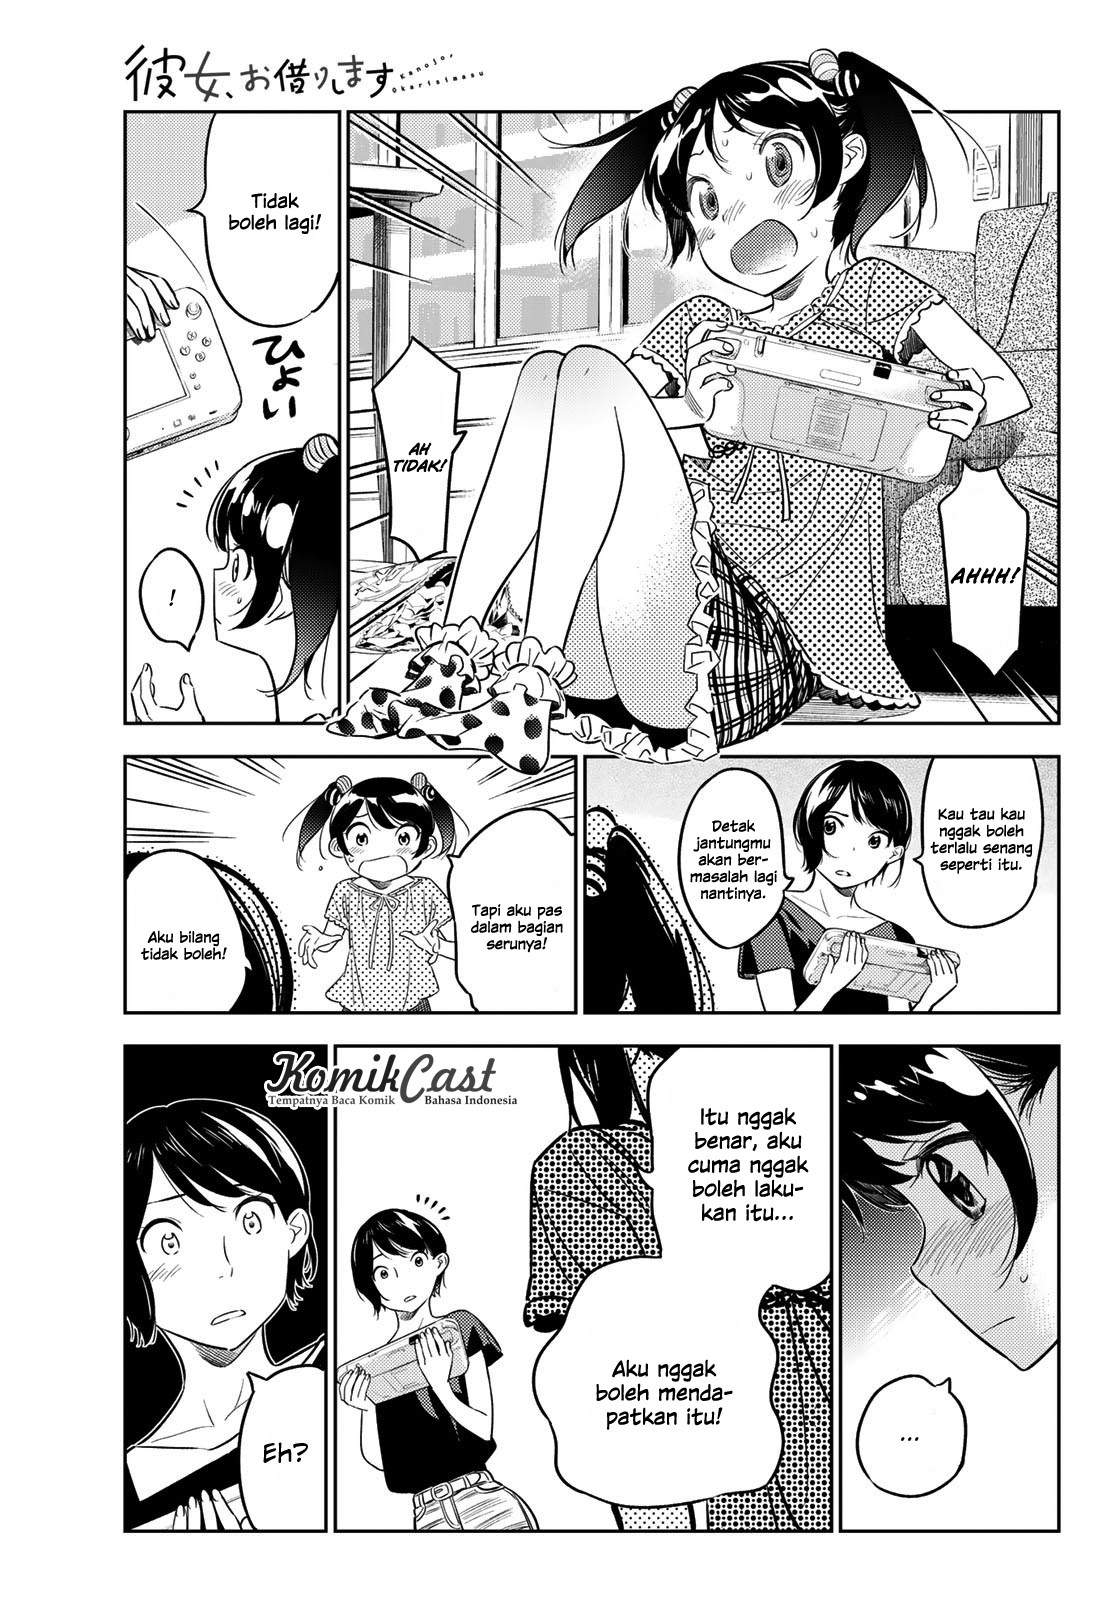 彼女、お借りします
Kanojo, Okarishimasu
AHHH!
AH
TIDAK!
Tidak
boleh lagi!
ひょい
!
Kau tau kau
nggak boleh
terlalu senang
seperti itu.
Detak
jantungmu
akan ber-
masalah lagi
nantinya.
Tapi aku pas
dalam bagian
serunya!
Aku bilang
tidak boleh!
...
Itu nggak
benar, aku
cuma nggak
boleh laku-
kan itu...
Aku nggak
boleh menda-
patkan itu!
Eh?
KomikCast
Tempatnya Baca Komik Bahasa Indonesia